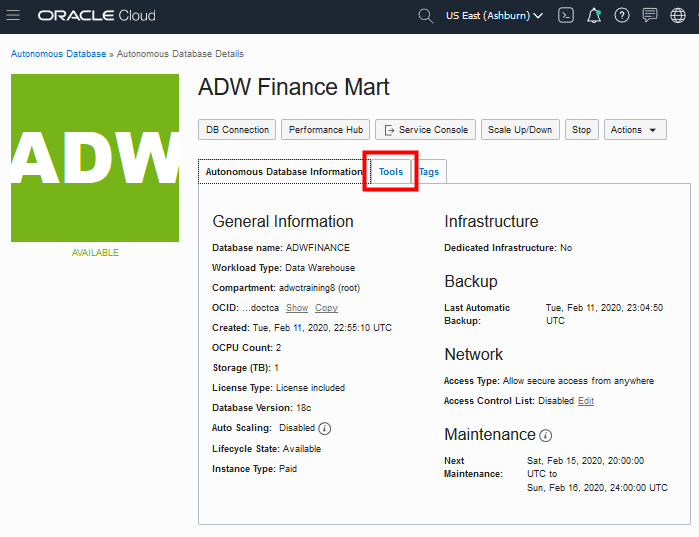 ORACLE Cloud
US East (Ashburn)
Autonomous Database » Autonomous Database Details
ADW
AVAILABLE
ADW Finance Mart
DB Connection
Performance Hub
Service Console
Scale Up/Down
Stop
Actions
Autonomous Database Information
Tools
Tags
General Information
Database name: ADWFINANCE
Workload Type: Data Warehouse
Compartment: adwctraining8 (root)
OCID: ...doctca Show Copy
Created: Tue, Feb 11, 2020, 22:55:10 UTC
OCPU Count: 2
Storage (TB): 1
License Type: License included
Database Version: 18c
Auto Scaling: Disabled
Lifecycle State: Available
Instance Type: Paid
Infrastructure
Dedicated Infrastructure: No
Backup
Last Automatic Tue, Feb 11, 2020, 23:04:50
Backup: UTC
Network
Access Type: Allow secure access from anywhere
Access Control List: Disabled Edit
Maintenance
Next Sat, Feb 15, 2020, 20:00:00
Maintenance: UTC to
Sun, Feb 16, 2020, 24:00:00 UTC